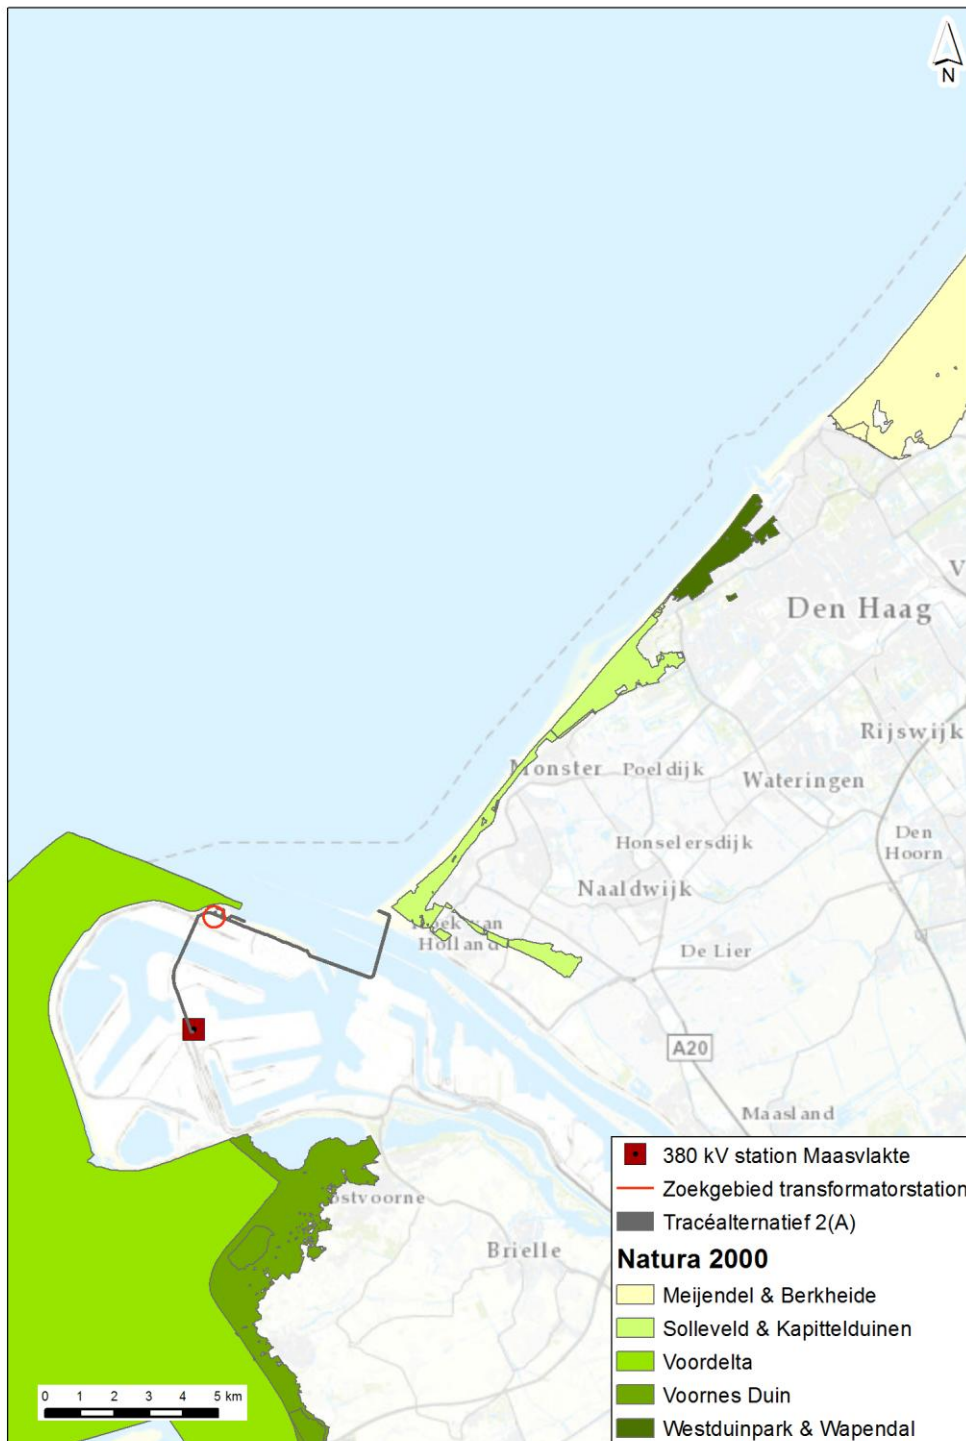 N
Den Haag
V
Rijswijk
Monster
Poeldijk
Wateringen
Honselersdijk
Den
Hoorn
Naaldwijk
Hoek van
Holland
De Lier
A20
Maasland
ostvoorne
Brielle
380 kV station Maasvlakte
Zoekgebied transformatorstation
Tracéalternatief 2(A)
Natura 2000
Meijendel & Berkheide
Solleveld & Kapittelduinen
Voordelta
Voornes Duin
Westduinpark & Wapendal
0 1 2 3 4 5 km